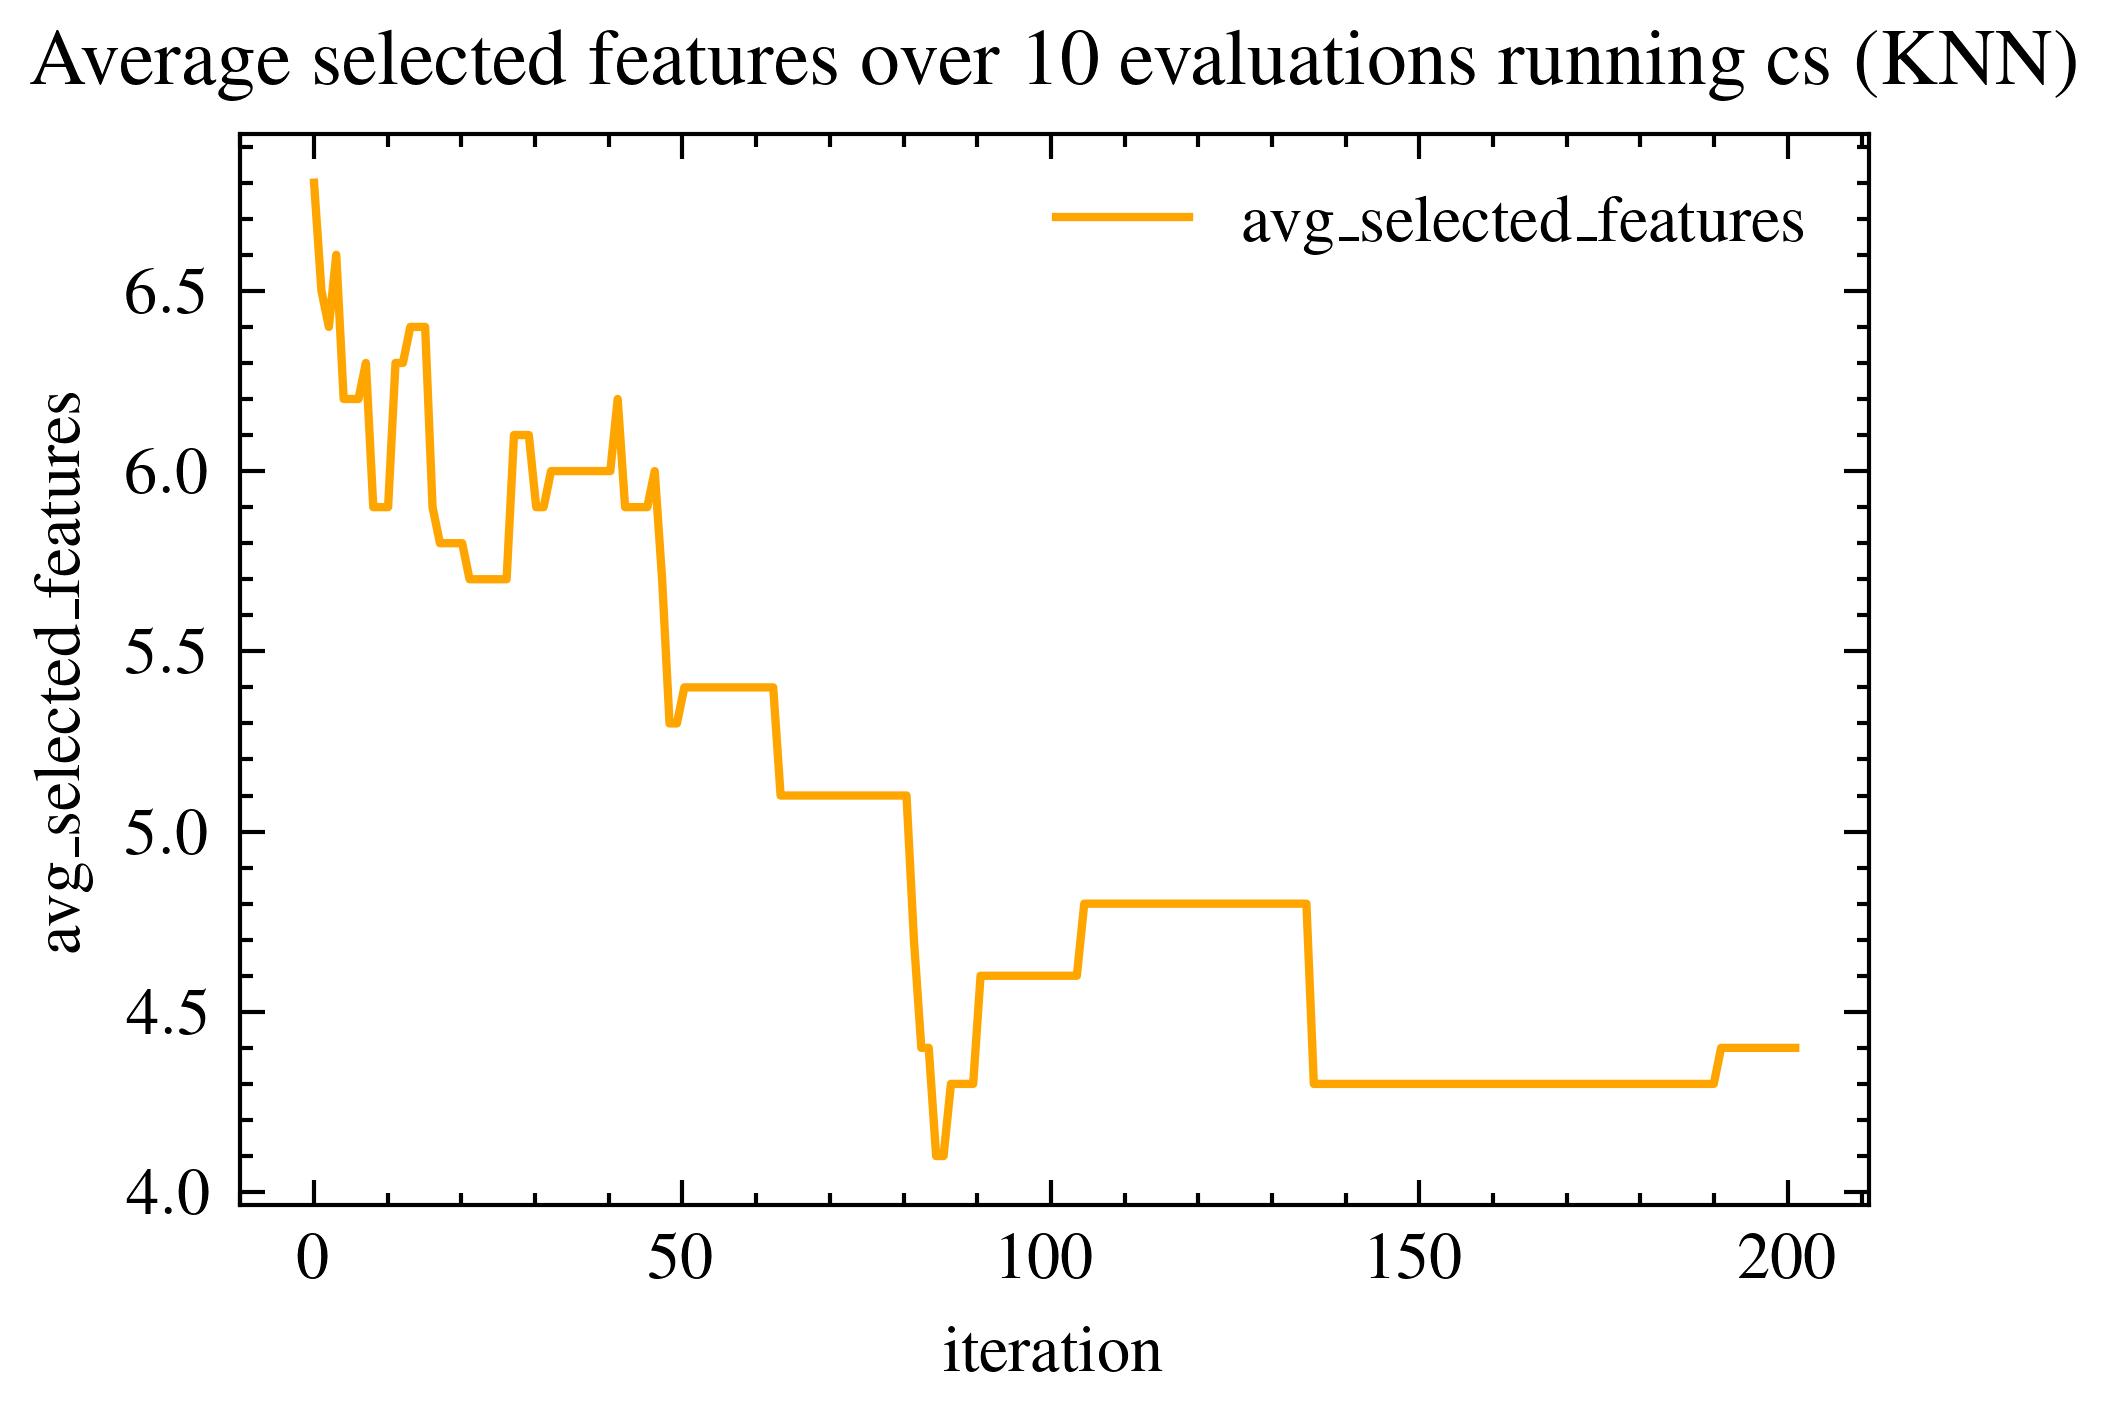 Average selected features over 10 evaluations running cs (KNN)
avg_selected_features
avg_selected_features
6.5
6.0
5.5
5.0
4.5
4.0
0 50 100 150 200
iteration